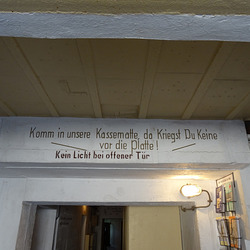 Komm in unsere Kassematte, da Kriegst Du Keine
vor die Platte !
Kein Licht bei offener Tür